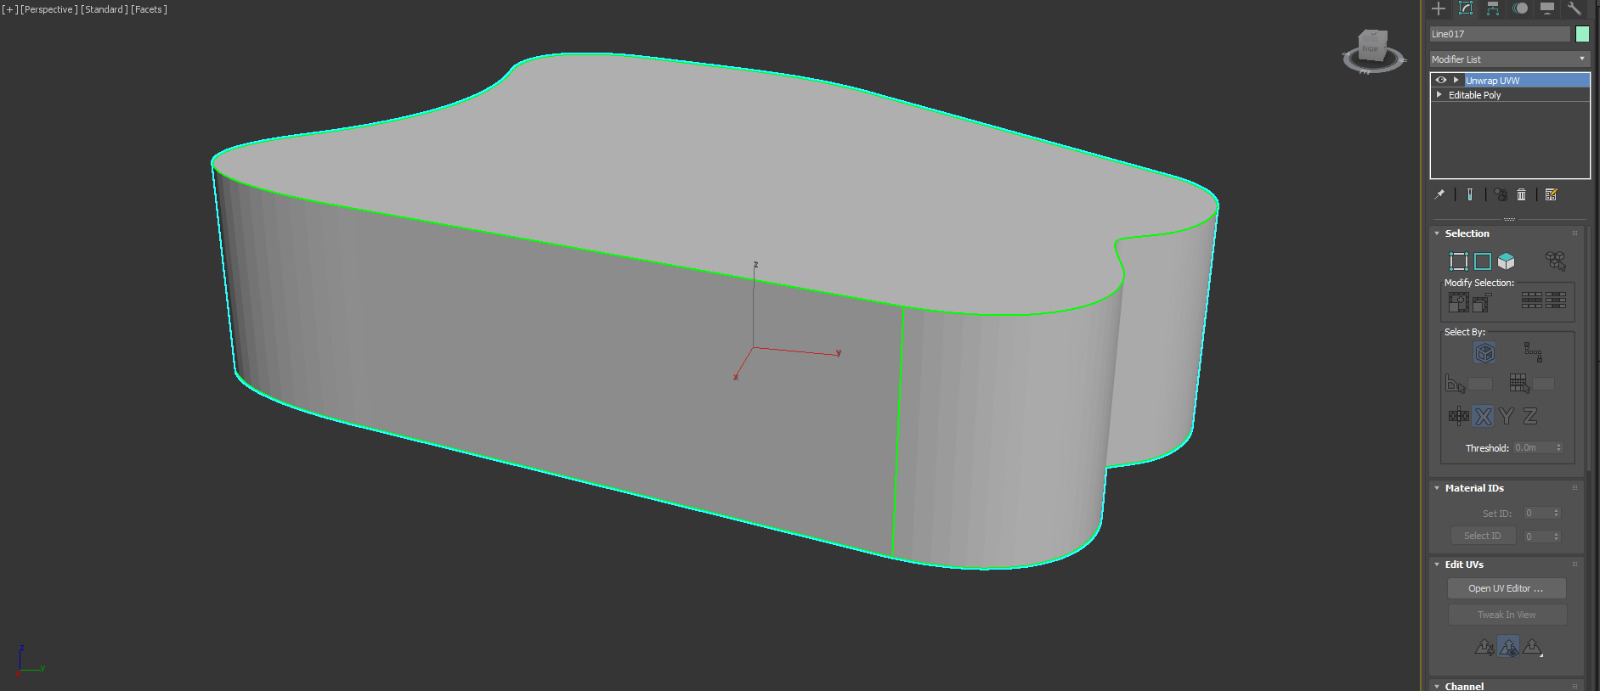 [+] [Perspective ] [Standard ] [Facets ]
Line017
Modifier List
Unwrap UVW
Editable Poly
Selection
Modify Selection:
Select By:
X Y Z
Threshold: 0.0m
Material IDs
Set ID: 0
Select ID 0
Edit UVs
Open UV Editor ...
Tweak In View
Channel
z
y
x
z
y